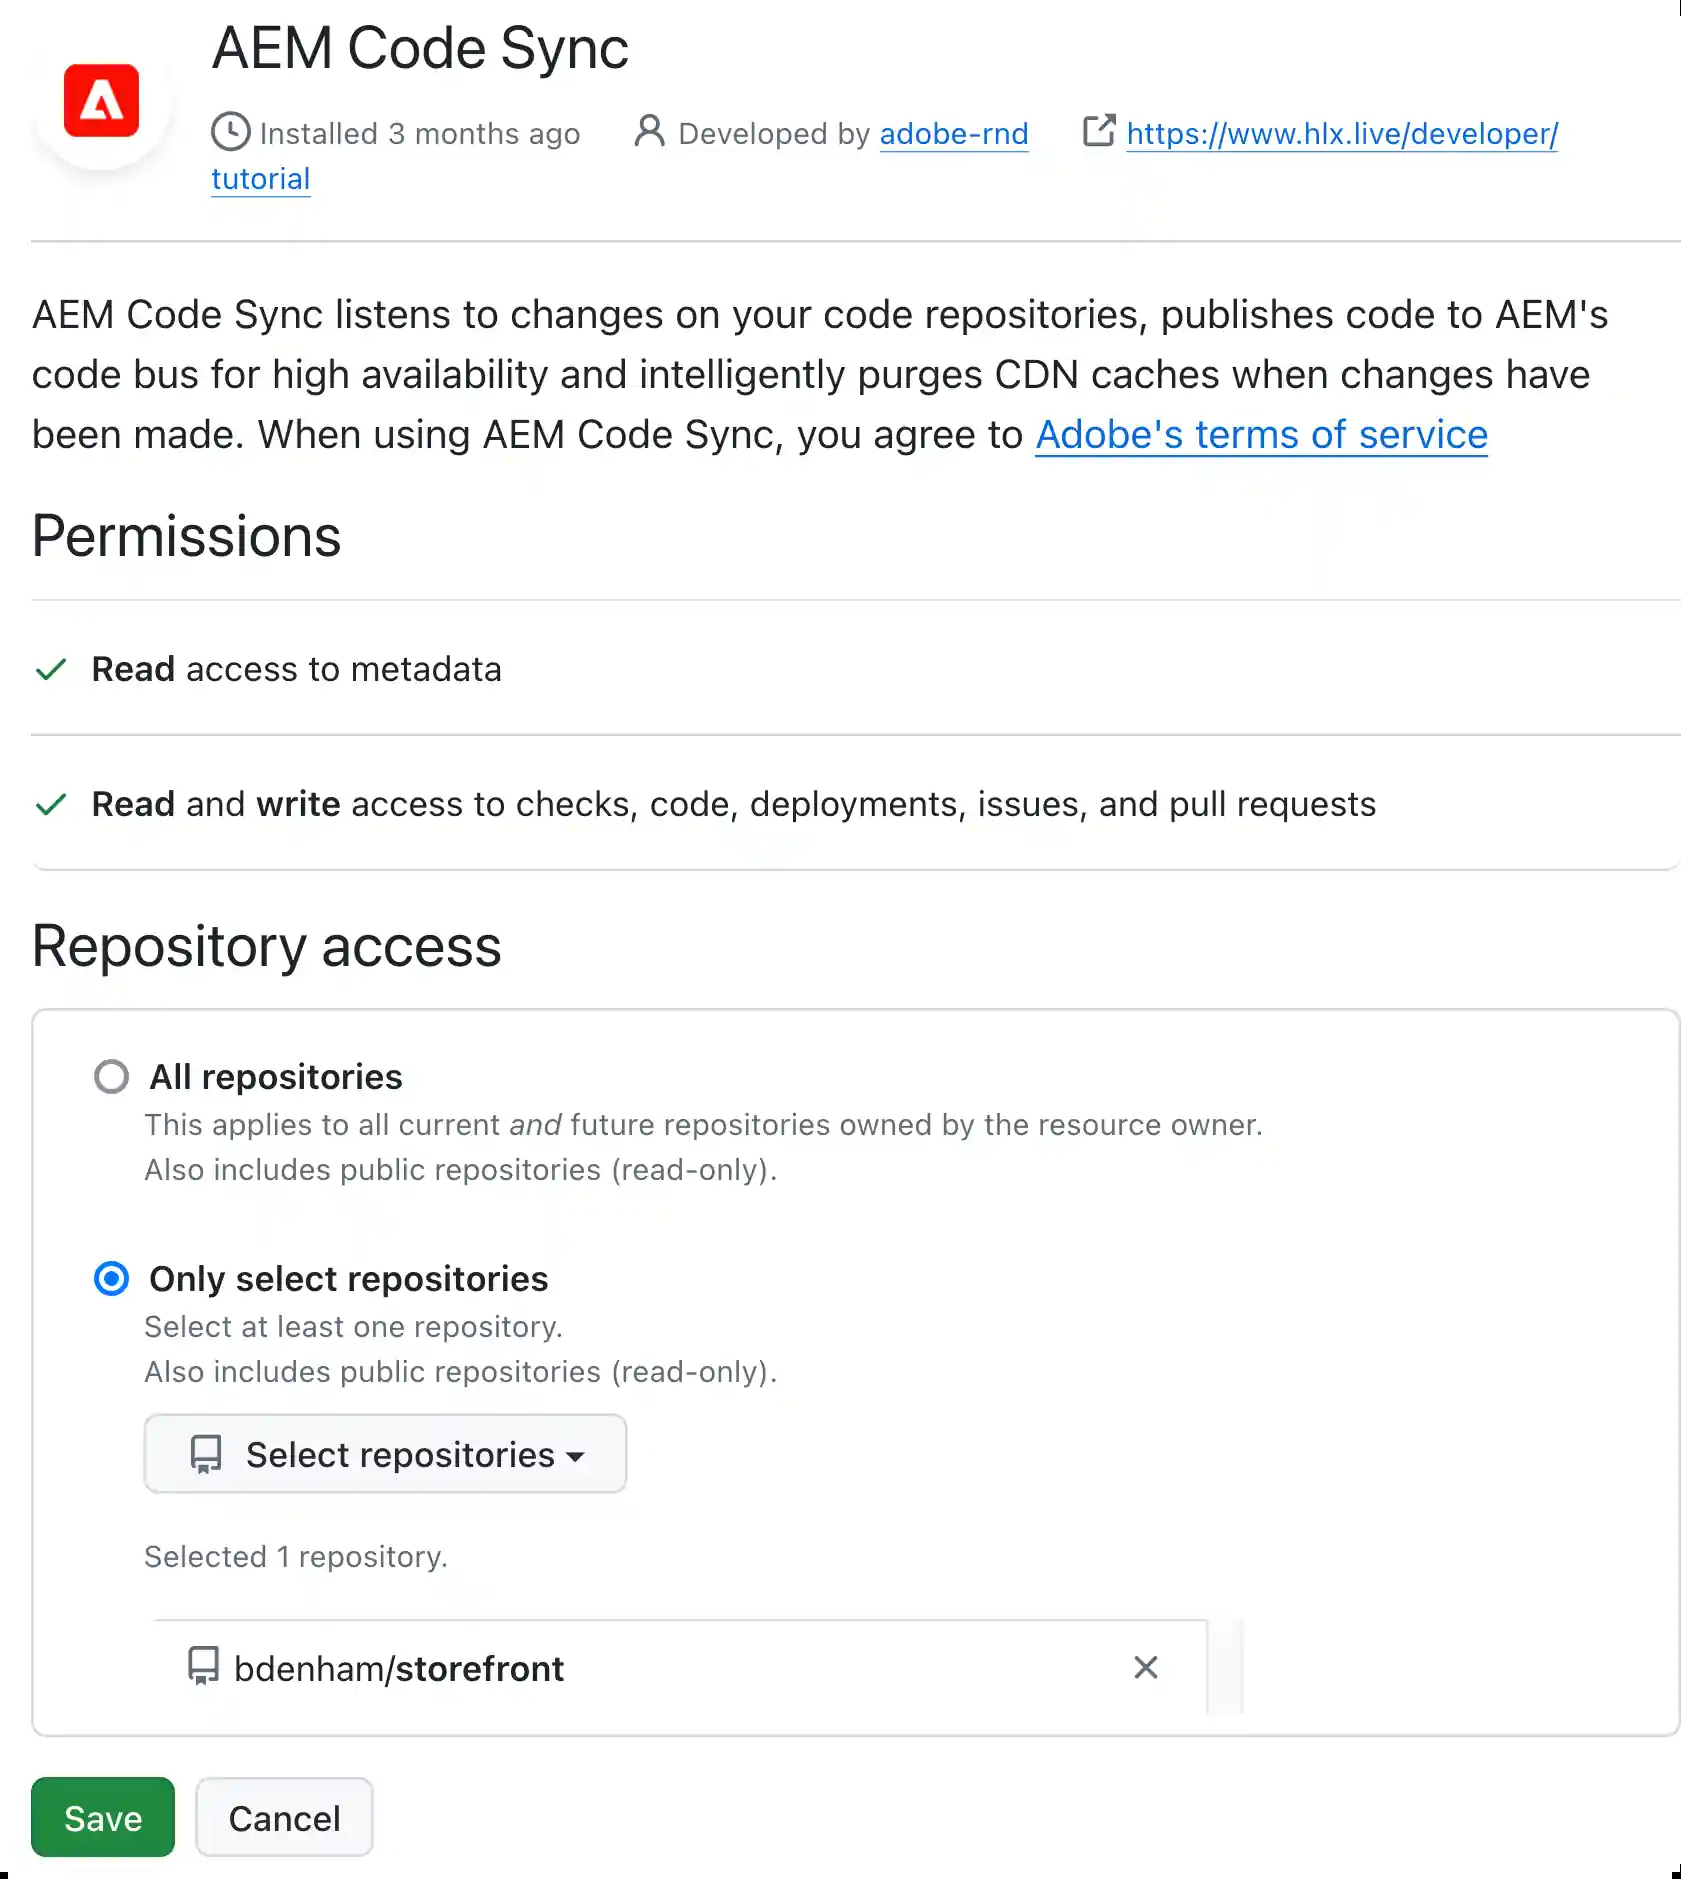 AEM Code Sync
Installed 3 months ago Developed by adobe-rnd https://www.hlx.live/developer/
tutorial
AEM Code Sync listens to changes on your code repositories, publishes code to AEM's
code bus for high availability and intelligently purges CDN caches when changes have
been made. When using AEM Code Sync, you agree to Adobe's terms of service
Permissions
Read access to metadata
Read and write access to checks, code, deployments, issues, and pull requests
Repository access
All repositories
This applies to all current and future repositories owned by the resource owner.
Also includes public repositories (read-only).
Only select repositories
Select at least one repository.
Also includes public repositories (read-only).
Select repositories
Selected 1 repository.
bdenham/storefront
Save Cancel